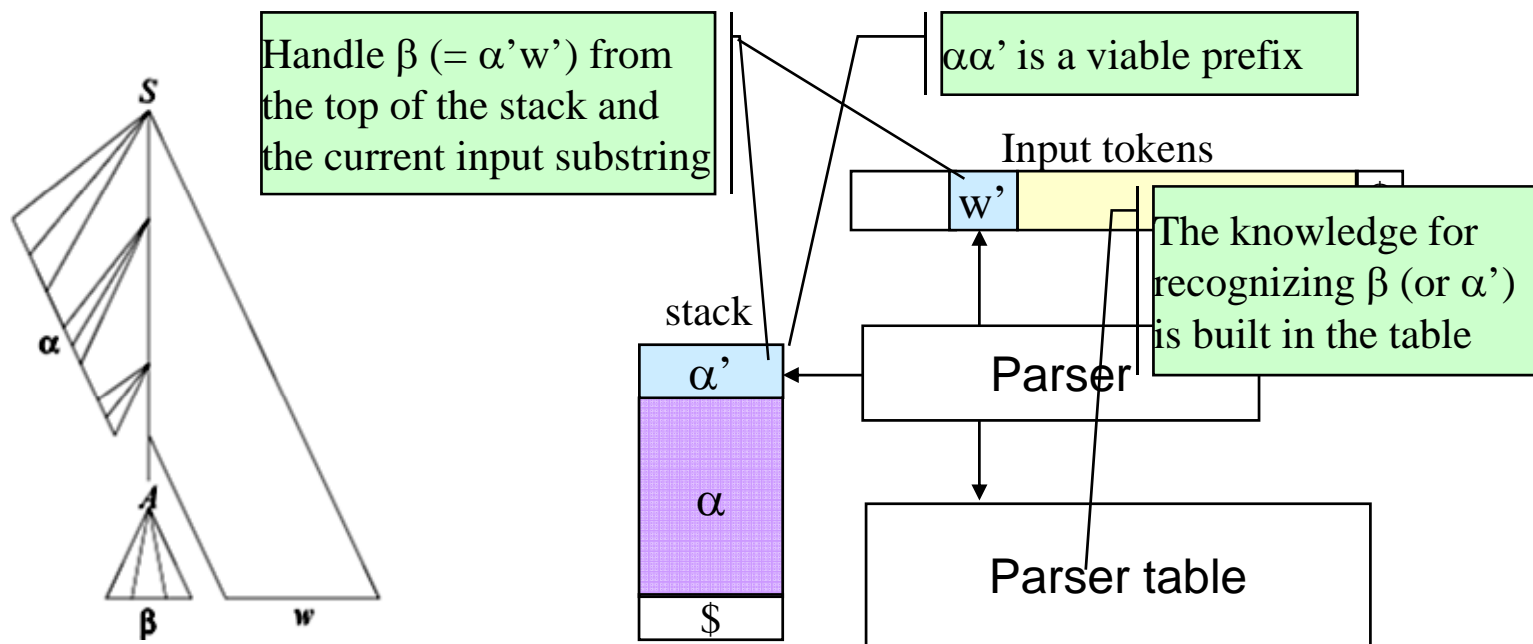 Handle β (= α’w’) from
the top of the stack and
the current input substring
αα’ is a viable prefix
S
Input tokens
w’
The knowledge for
recognizing β (or α’)
is built in the table
stack
α
α’
Parser
α
A
Parser table
$
β
w